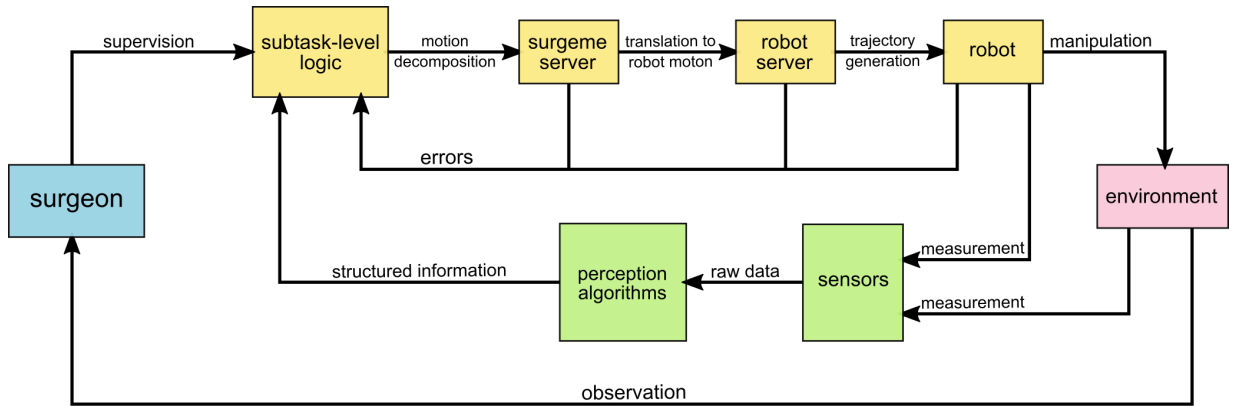 supervision
subtask-level
logic
motion
decomposition
surgeme
server
translation to
robot moton
robot
server
trajectory
generation
robot
manipulation
errors
surgeon
environment
structured information
perception
algorithms
raw data
sensors
measurement
measurement
observation